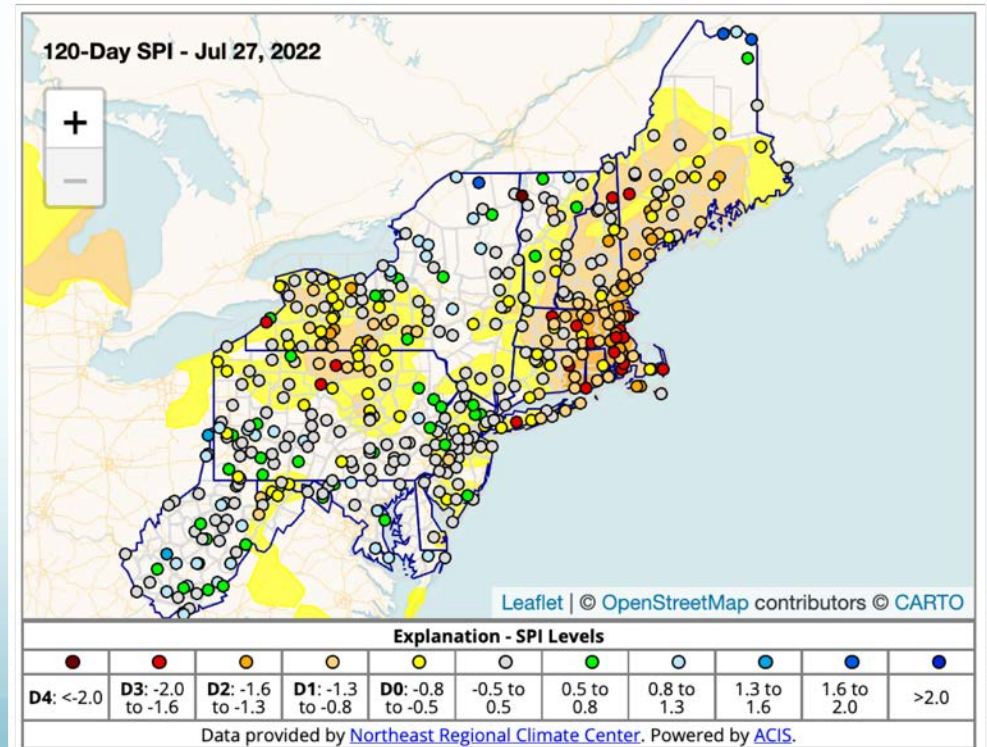 120-Day SPI - Jul 27, 2022
+
−
Leaflet | © OpenStreetMap contributors © CARTO
Explanation - SPI Levels
D4: <-2.0
D3: -2.0
to -1.6
D2: -1.6
to -1.3
D1: -1.3
to -0.8
D0: -0.8
to -0.5
-0.5 to
0.5
0.5 to
0.8
0.8 to
1.3
1.3 to
1.6
1.6 to
2.0
>2.0
Data provided by Northeast Regional Climate Center. Powered by ACIS.